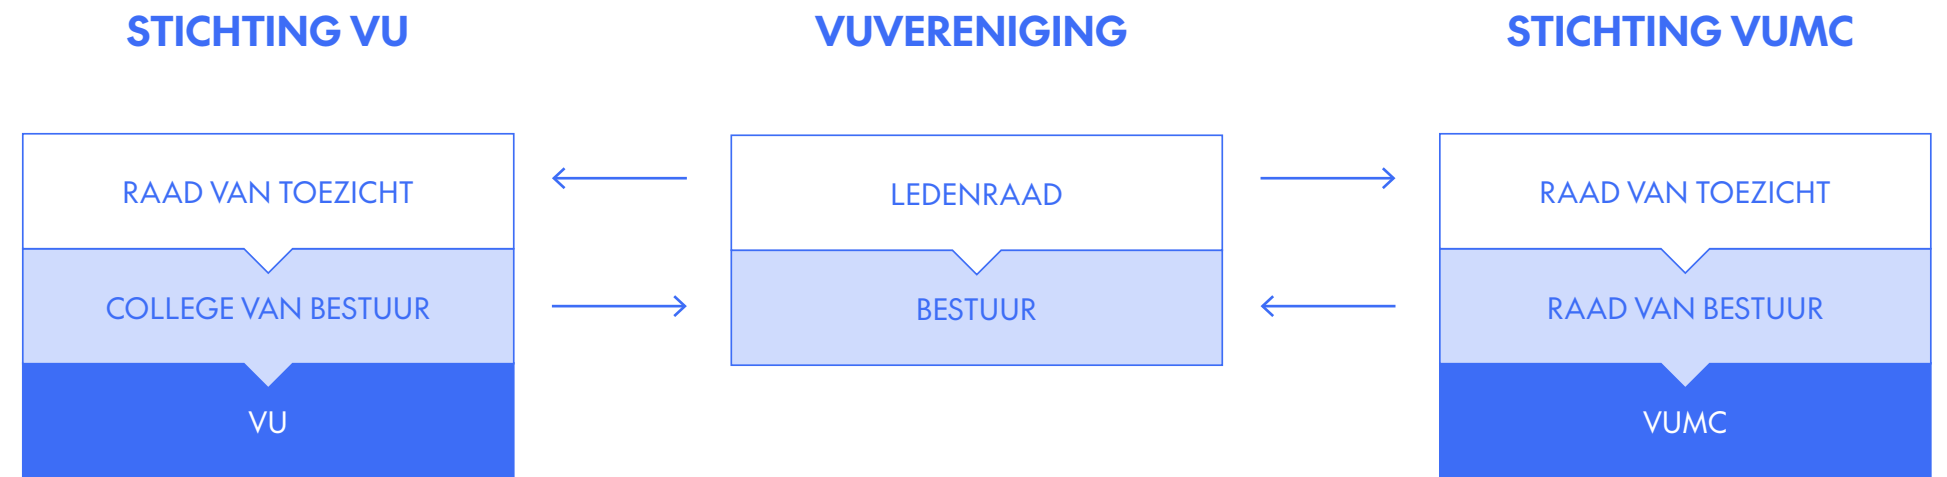 STICHTING VU
VUVERENIGING
STICHTING VUMC
RAAD VAN TOEZICHT
LEDENRAAD
RAAD VAN TOEZICHT
COLLEGE VAN BESTUUR
BESTUUR
RAAD VAN BESTUUR
VU
VUMC